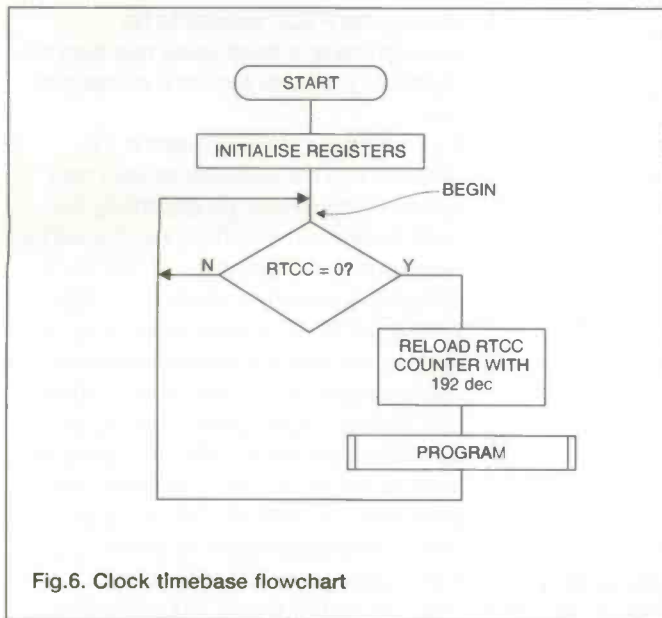 START
INITIALISE REGISTERS
BEGIN
N
RTCC = 0?
Y
RELOAD RTCC
COUNTER WITH
192 dec
PROGRAM
Fig.6. Clock timebase flowchart